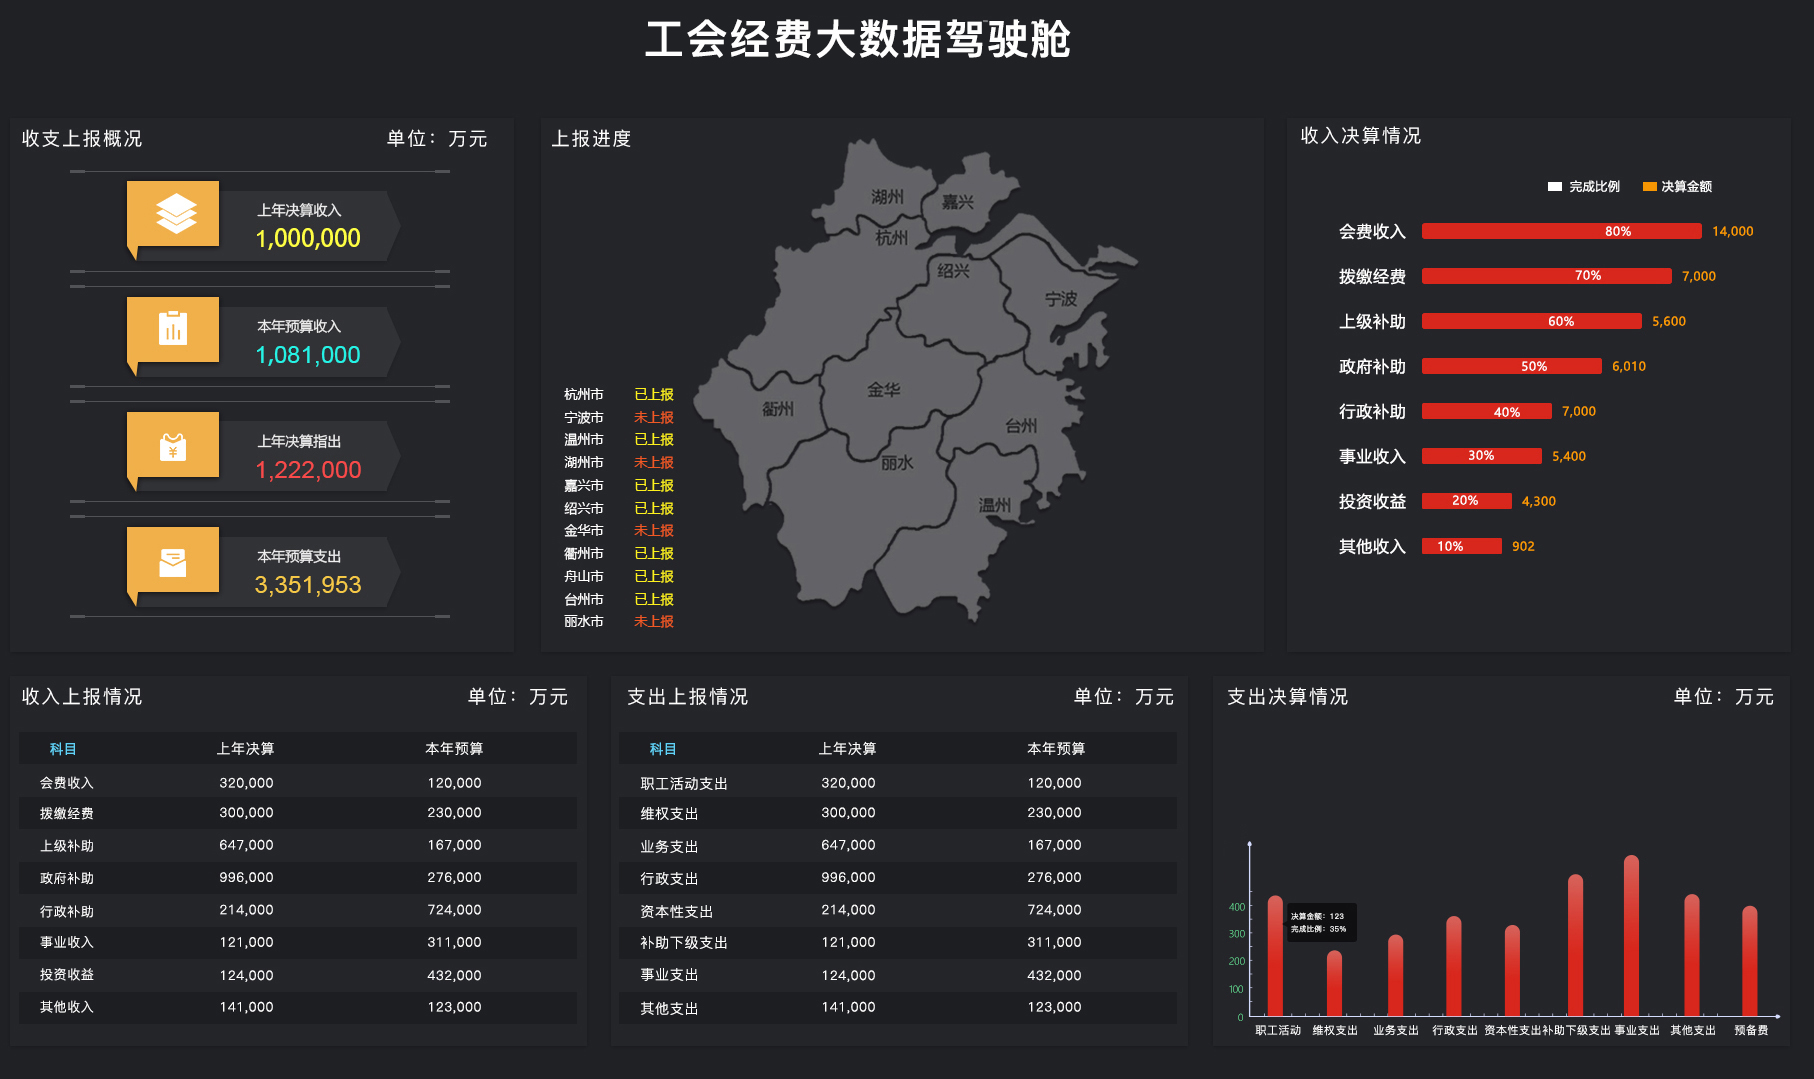 工会经费大数据驾驶舱
收支上报概况 单位：万元
上年决算收入
1,000,000
本年预算收入
1,081,000
上年决算指出
1,222,000
本年预算支出
3,351,953
上报进度
湖州
嘉兴
杭州
绍兴
宁波
金华
衢州
台州
丽水
温州
杭州市 已上报
宁波市 未上报
温州市 已上报
湖州市 未上报
嘉兴市 已上报
绍兴市 已上报
金华市 未上报
衢州市 已上报
舟山市 已上报
台州市 已上报
丽水市 未上报
收入决算情况
完成比例 决算金额
会费收入 80% 14,000
拨缴经费 70% 7,000
上级补助 60% 5,600
政府补助 50% 6,010
行政补助 40% 7,000
事业收入 30% 5,400
投资收益 20% 4,300
其他收入 10% 902
收入上报情况 单位：万元
科目 上年决算 本年预算
会费收入 320,000 120,000
拨缴经费 300,000 230,000
上级补助 647,000 167,000
政府补助 996,000 276,000
行政补助 214,000 724,000
事业收入 121,000 311,000
投资收益 124,000 432,000
其他收入 141,000 123,000
支出上报情况 单位：万元
科目 上年决算 本年预算
职工活动支出 320,000 120,000
维权支出 300,000 230,000
业务支出 647,000 167,000
行政支出 996,000 276,000
资本性支出 214,000 724,000
补助下级支出 121,000 311,000
事业支出 124,000 432,000
其他支出 141,000 123,000
支出决算情况 单位：万元
400
300
200
100
0
决算金额：123
完成比例：35%
职工活动 维权支出 业务支出 行政支出 资本性支出 补助下级支出 事业支出 其他支出 预备费